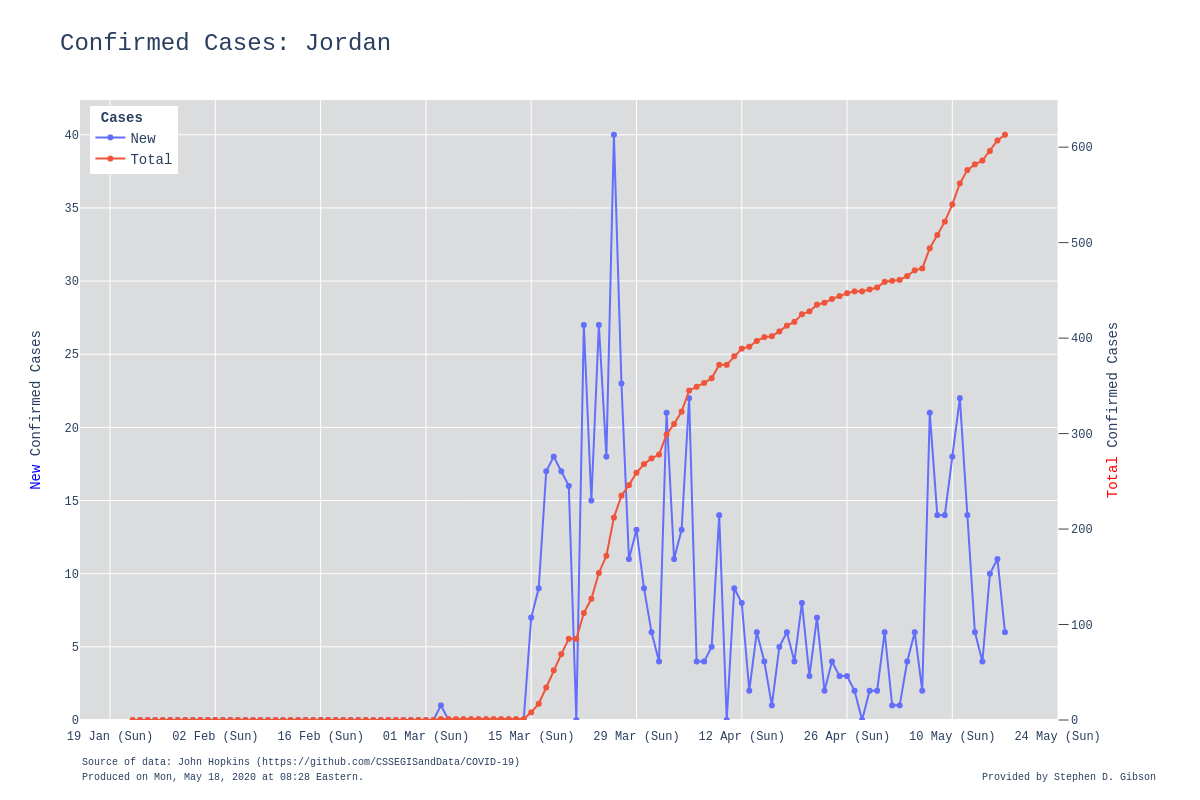 Confirmed Cases: Jordan
Cases
New
Total
40
35
30
25
20
15
10
5
0
600
500
400
300
200
100
0
New Confirmed Cases
Total Confirmed Cases
19 Jan (Sun) 02 Feb (Sun) 16 Feb (Sun) 01 Mar (Sun) 15 Mar (Sun) 29 Mar (Sun) 12 Apr (Sun) 26 Apr (Sun) 10 May (Sun) 24 May (Sun)
Source of data: John Hopkins (https://github.com/CSSEGISandData/COVID-19)
Produced on Mon, May 18, 2020 at 08:28 Eastern.
Provided by Stephen D. Gibson